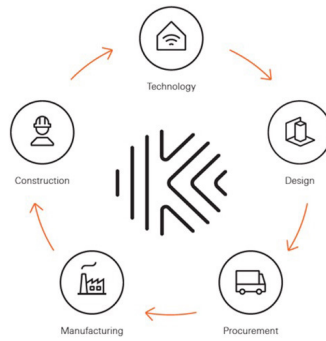 Technology
Design
Procurement
Manufacturing
Construction